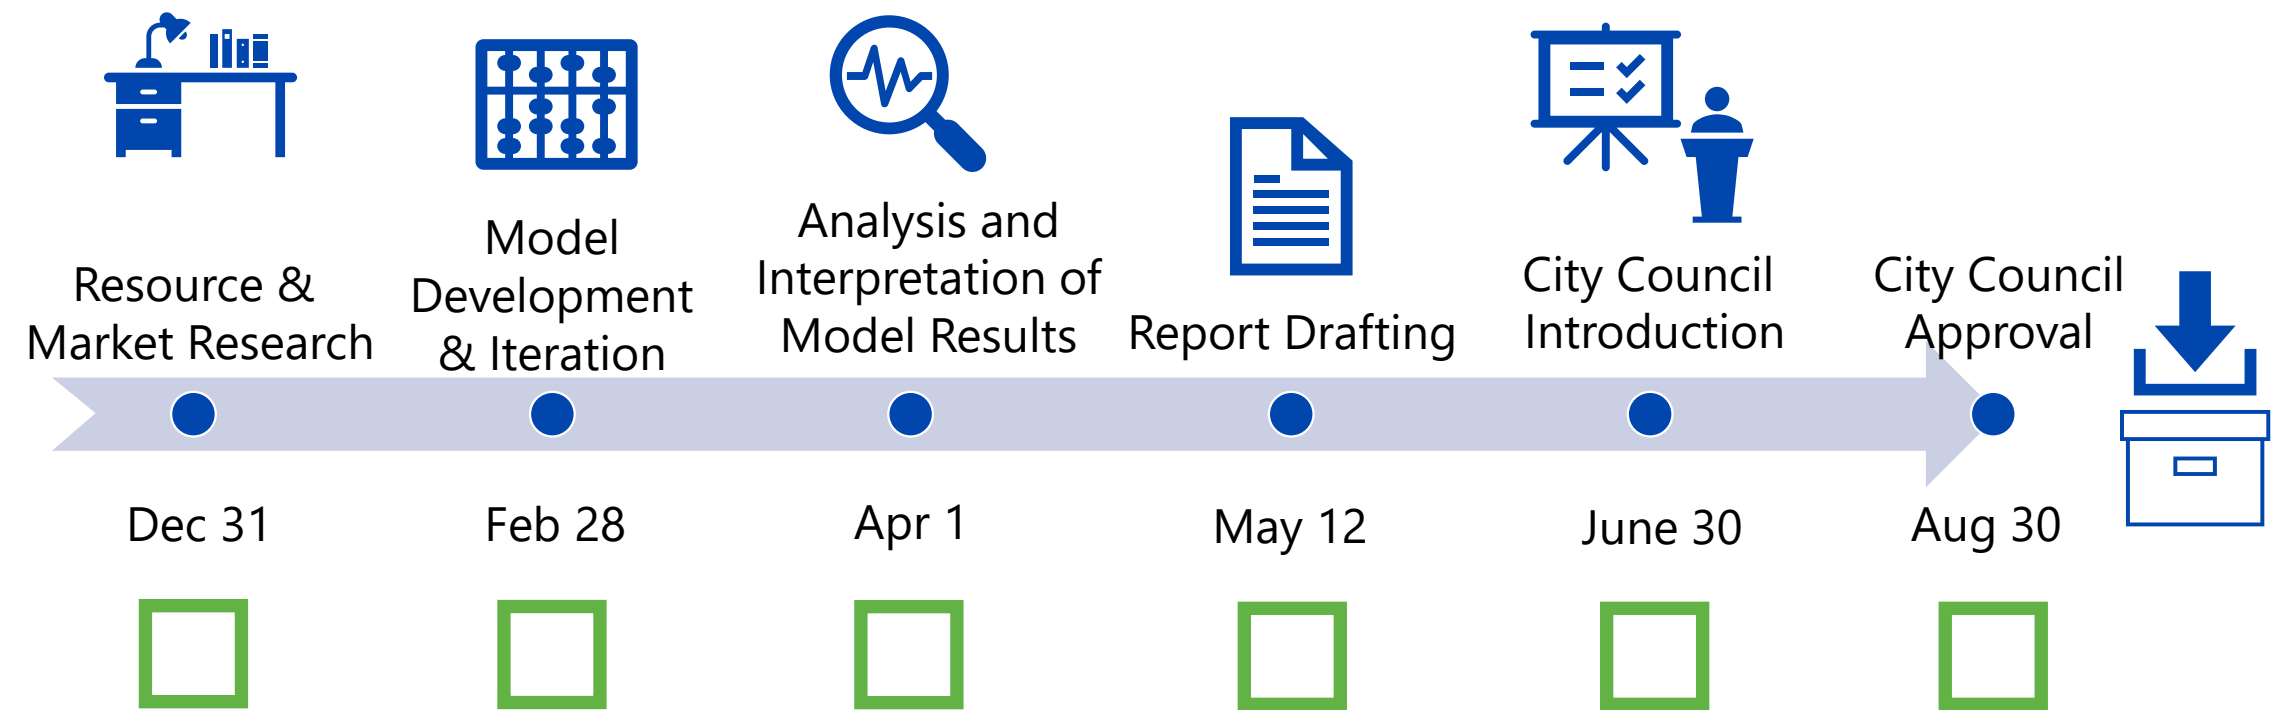 Resource &
Market Research
Model
Development
& Iteration
Analysis and
Interpretation of
Model Results
Report Drafting
City Council
Introduction
City Council
Approval
Dec 31
Feb 28
Apr 1
May 12
June 30
Aug 30